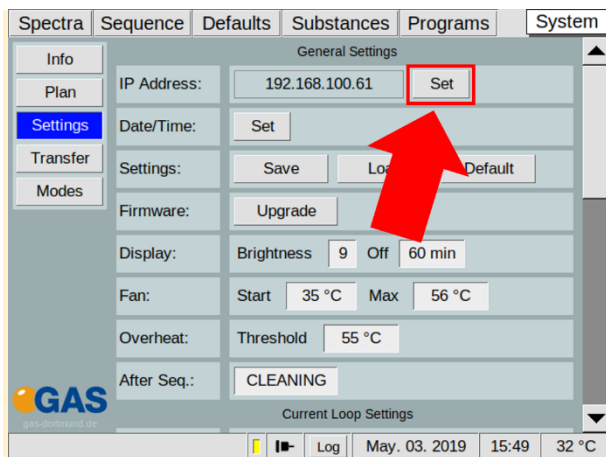 Spectra Sequence Defaults Substances Programs System
Info
Plan
Settings
Transfer
Modes
General Settings
IP Address: 192.168.100.61 Set
Date/Time: Set
Settings: Save Default
Firmware: Upgrade
Display: Brightness 9 Off 60 min
Fan: Start 35 °C Max 56 °C
Overheat: Threshold 55 °C
After Seq.: CLEANING
Current Loop Settings
GAS
gas-dortmund.de
Log May. 03. 2019 15:49 32 °C